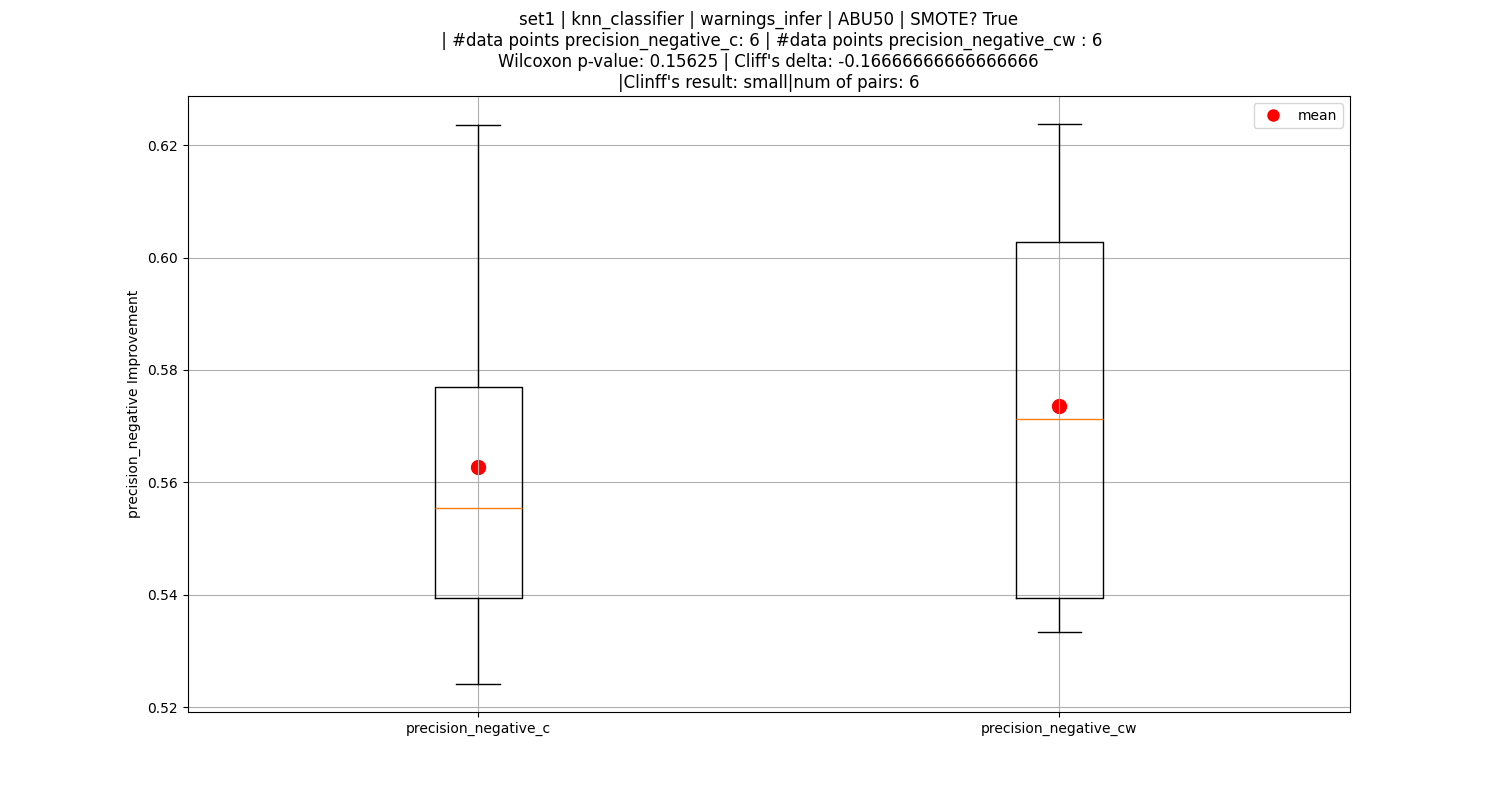 set1 | knn_classifier | warnings_infer | ABU50 | SMOTE? True
| #data points precision_negative_c: 6 | #data points precision_negative_cw : 6
Wilcoxon p-value: 0.15625 | Cliff's delta: -0.16666666666666666
|Clinff's result: small|num of pairs: 6
mean
0.62
0.60
0.58
0.56
0.54
0.52
precision_negative Improvement
precision_negative_c
precision_negative_cw